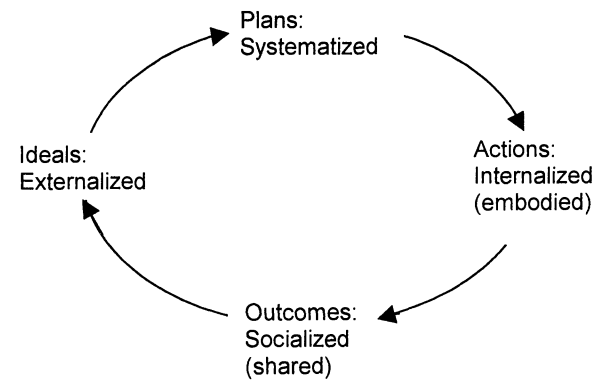 Plans:
Systematized
Actions:
Internalized
(embodied)
Outcomes:
Socialized
(shared)
Ideals:
Externalized